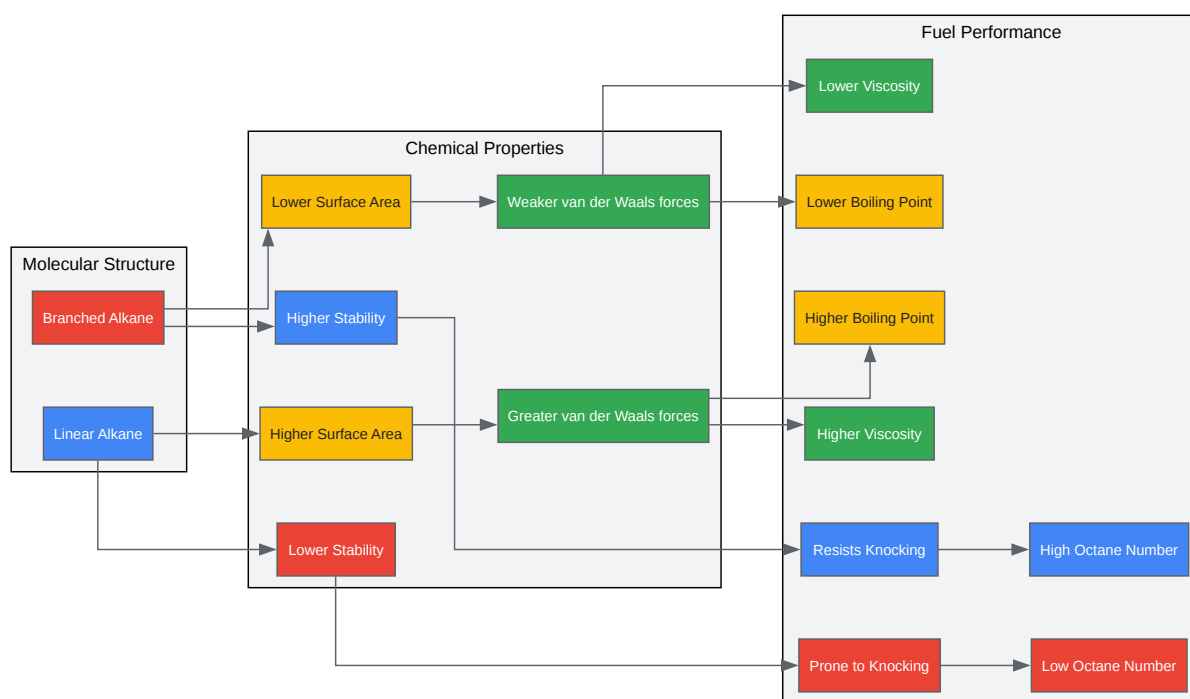 Fuel Performance
Lower Viscosity
Chemical Properties
Lower Surface Area
Weaker van der Waals forces
Lower Boiling Point
Molecular Structure
Branched Alkane
Higher Stability
Higher Boiling Point
Linear Alkane
Higher Surface Area
Greater van der Waals forces
Higher Viscosity
Lower Stability
Resists Knocking
High Octane Number
Prone to Knocking
Low Octane Number